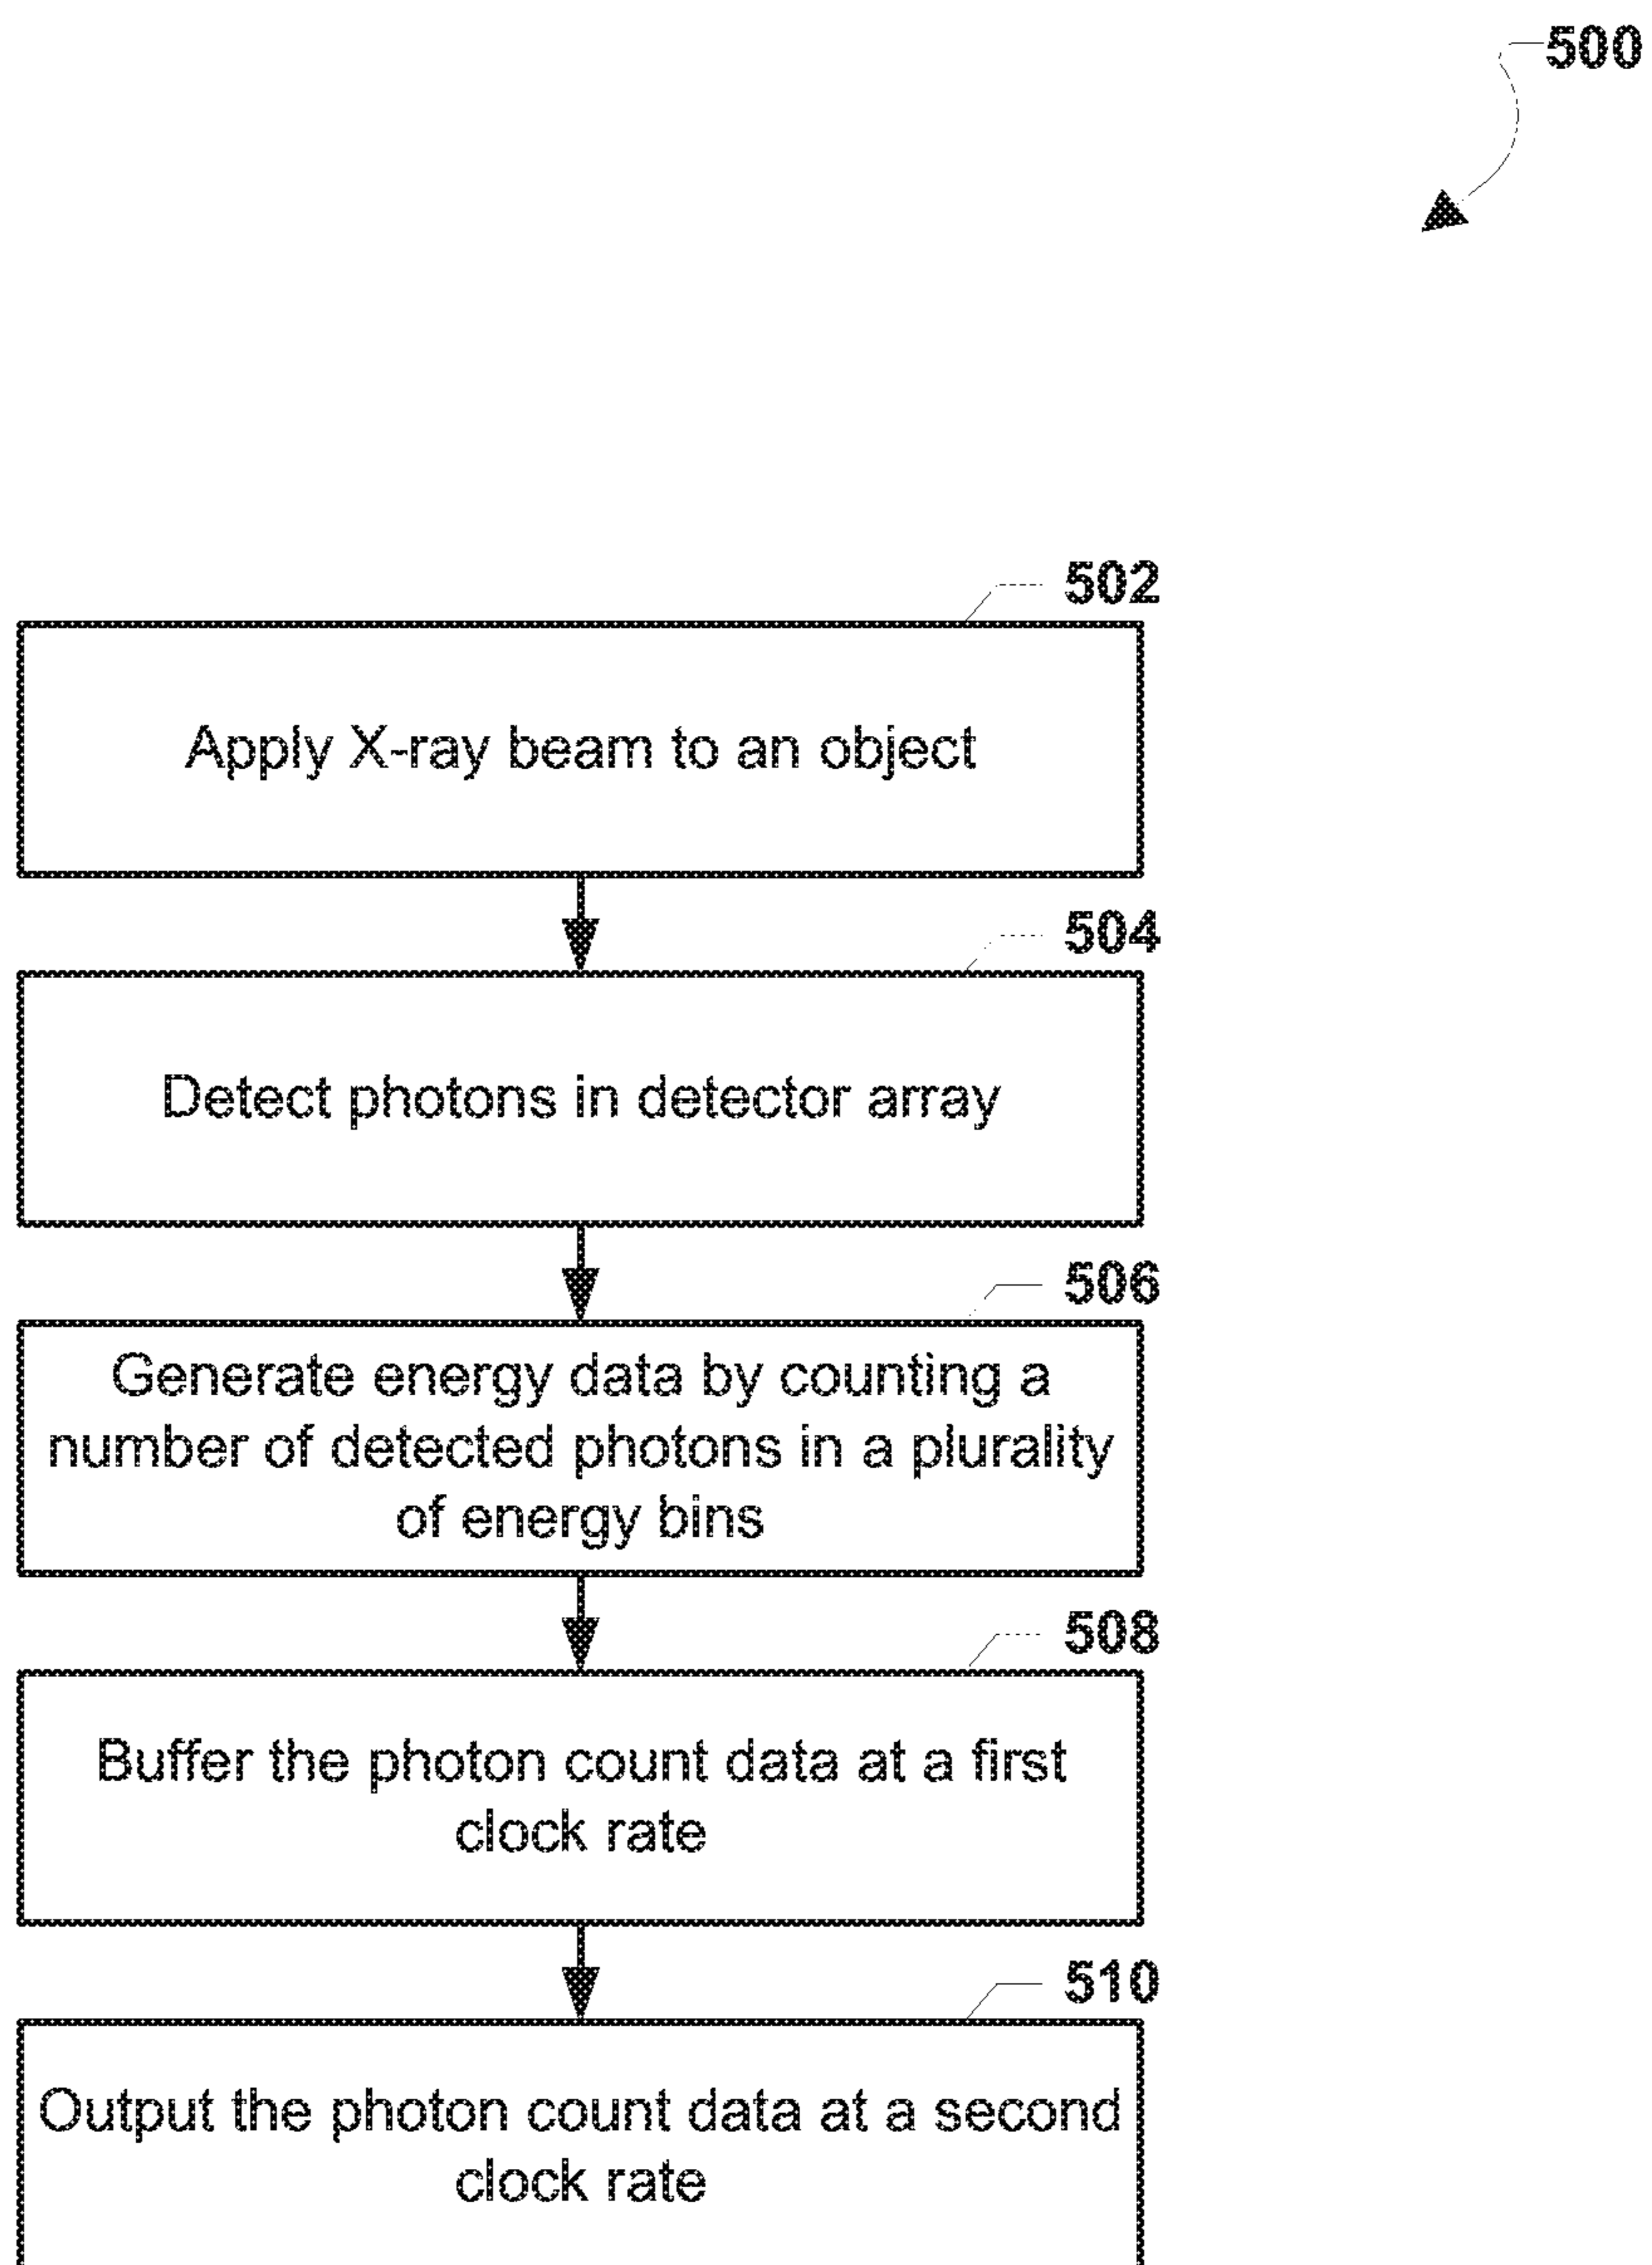 500
502
Apply X-ray beam to an object
504
Detect photons in detector array
506
Generate energy data by counting a
number of detected photons in a plurality
of energy bins
508
Buffer the photon count data at a first
clock rate
510
Output the photon count data at a second
clock rate